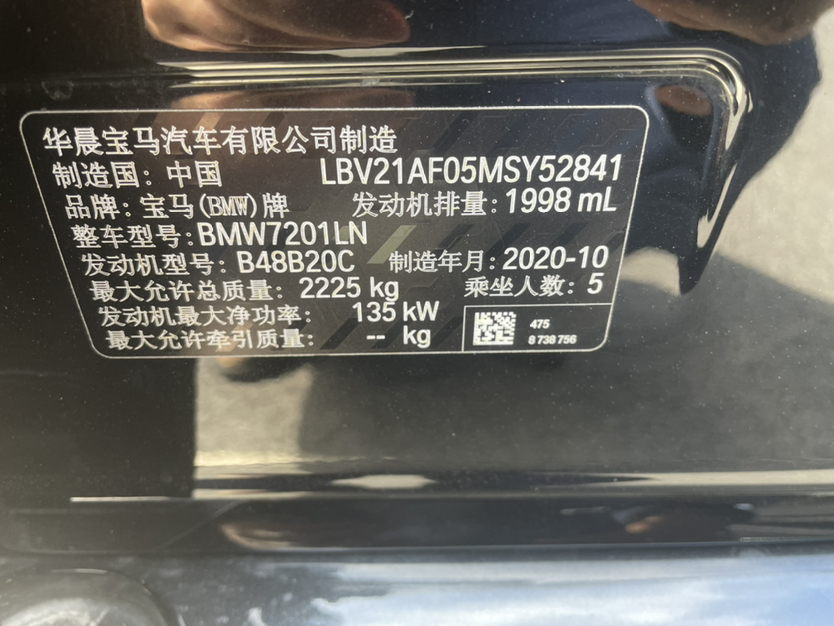 华晨宝马汽车有限公司制造
制造国: 中国 LBV21AF05MSY52841
品牌: 宝马(BMW)牌 发动机排量: 1998 mL
整车型号: BMW7201LN
发动机型号: B48B20C 制造年月: 2020-10
最大允许总质量: 2225 kg 乘坐人数: 5
发动机最大净功率: 135 kW
最大允许牵引质量: -- kg
475
8 738 756